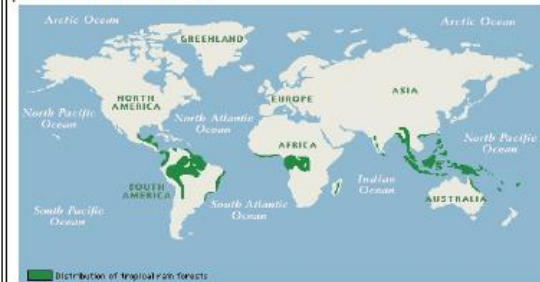 Arctic Ocean
Arctic Ocean
GREENLAND
NORTH
AMERICA
EUROPE
ASIA
North Pacific
Ocean
North Atlantic
Ocean
North Pacific
Ocean
AFRICA
Indian
Ocean
SOUTH
AMERICA
South Atlantic
Ocean
AUSTRALIA
South Pacific
Ocean
Distribution of tropical rain forests